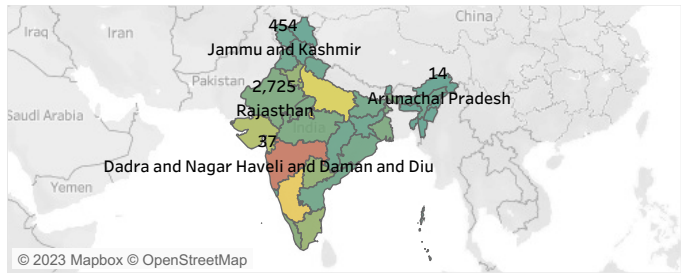 454
China
Iraq
Iran
Jammu and Kashmir
14
Pakistan
2,725
Arunachal Pradesh
Rajasthan
Saudi Arabia
India
37
Dadra and Nagar Haveli and Daman and Diu
Yemen
© 2023 Mapbox © OpenStreetMap